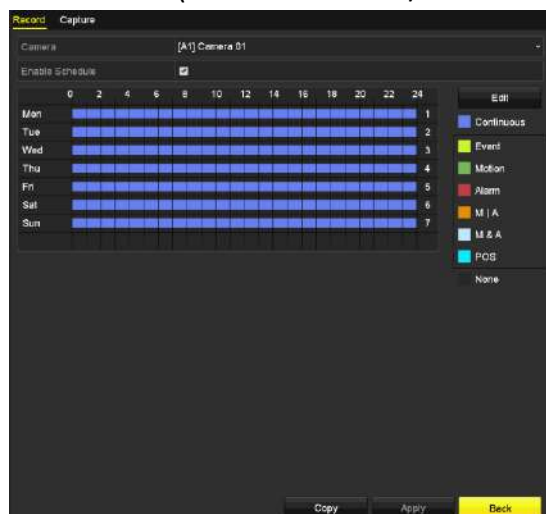 Record Capture
Camera [A1] Camera 01
Enable Schedule
0 2 4 6 8 10 12 14 16 18 20 22 24
Edit
Mon 1
Continuous
Tue 2
Wed 3
Event
Thu 4
Motion
Fri 5
Alarm
Sat 6
M | A
Sun 7
M & A
POS
None
Copy Apply Back